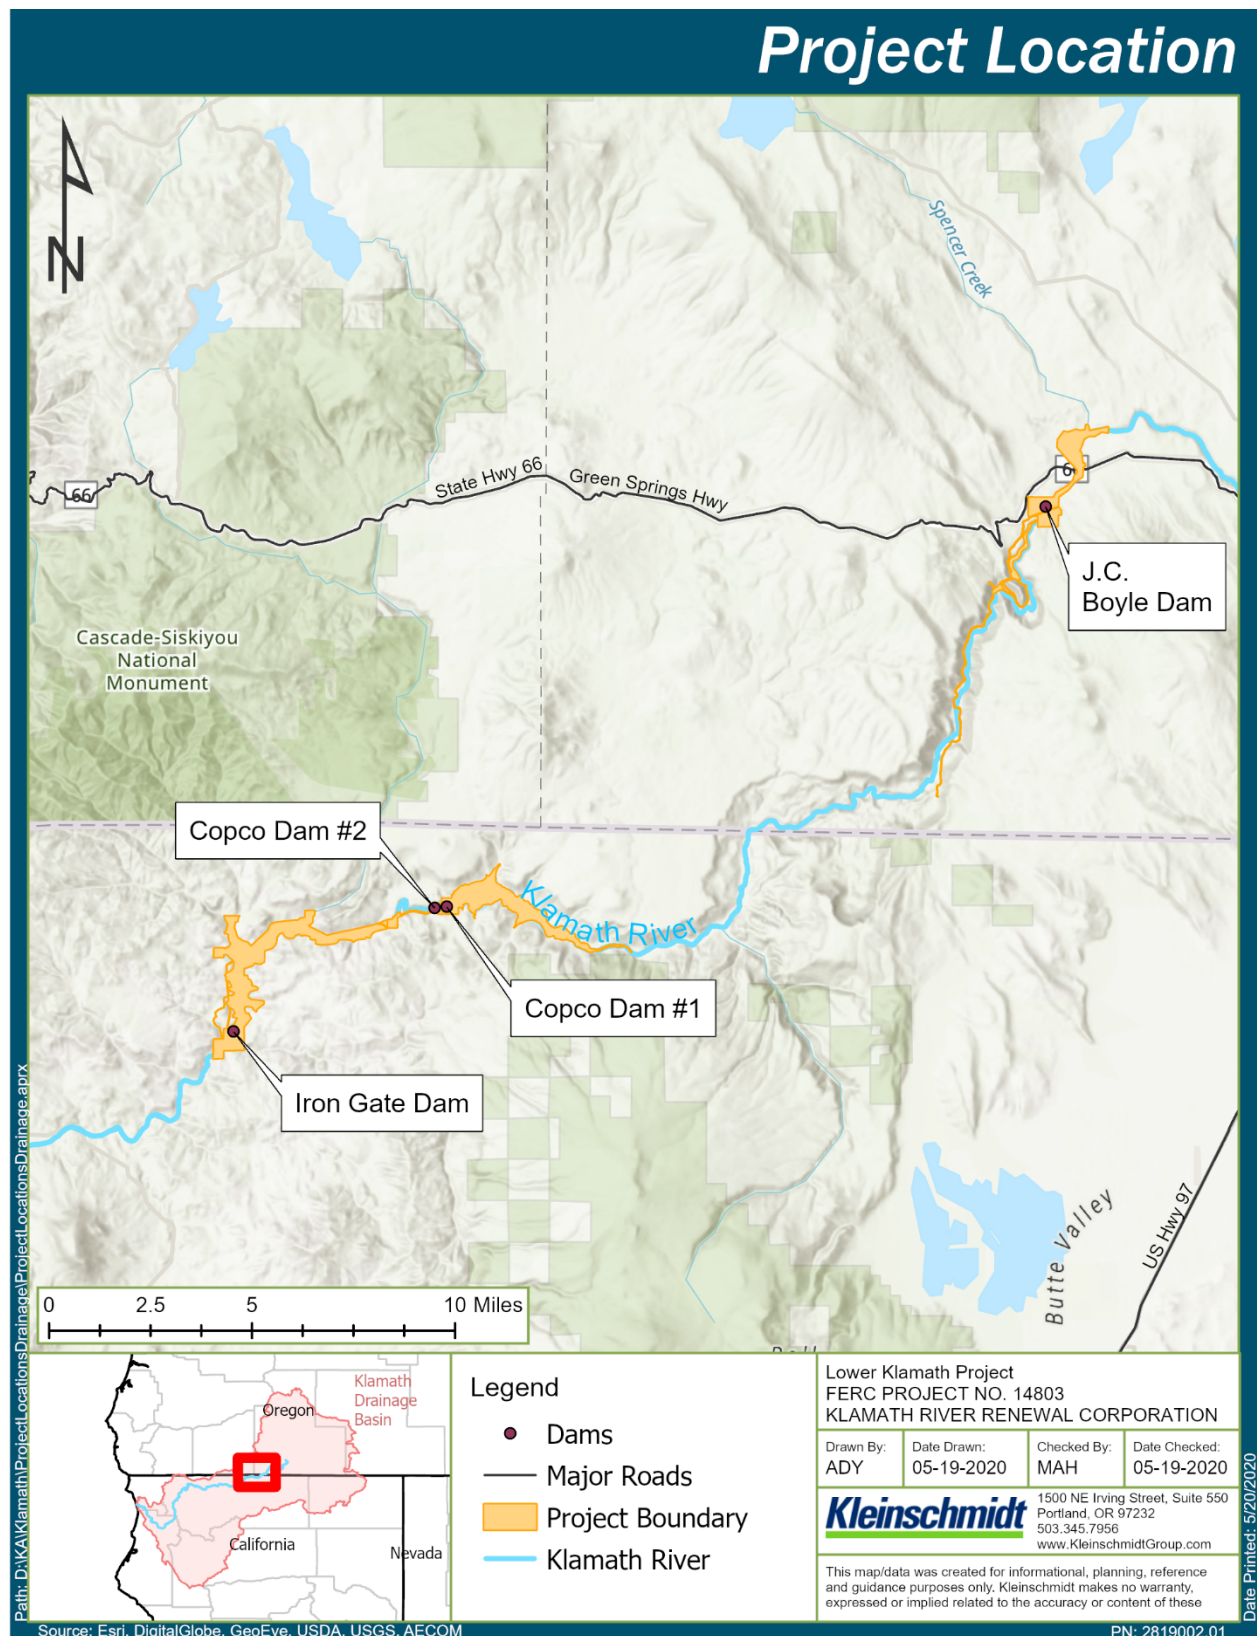 Project Location
N
Spencer Creek
66
State Hwy 66
Green Springs Hwy
J.C.
Boyle Dam
Cascade-Siskiyou
National
Monument
Copco Dam #2
Klamath River
Copco Dam #1
Iron Gate Dam
Butte Valley
US Hwy 97
0 2.5 5 10 Miles
Klamath
Drainage
Basin
Oregon
California
Nevada
Legend
Dams
Major Roads
Project Boundary
Klamath River
Lower Klamath Project
FERC PROJECT NO. 14803
KLAMATH RIVER RENEWAL CORPORATION
Drawn By:
ADY
Date Drawn:
05-19-2020
Checked By:
MAH
Date Checked:
05-19-2020
Kleinschmidt
1500 NE Irving Street, Suite 550
Portland, OR 97232
503.345.7956
www.KleinschmidtGroup.com
This map/data was created for informational, planning, reference
and guidance purposes only. Kleinschmidt makes no warranty,
expressed or implied related to the accuracy or content of these
Path: D:\KA\Klamath\ProjectLocationsDrainage\ProjectLocationsDrainage.aprx
Date Printed: 5/20/2020
Source: Esri, DigitalGlobe, GeoEye, USDA, USGS, AECOM
PN: 2819002.01